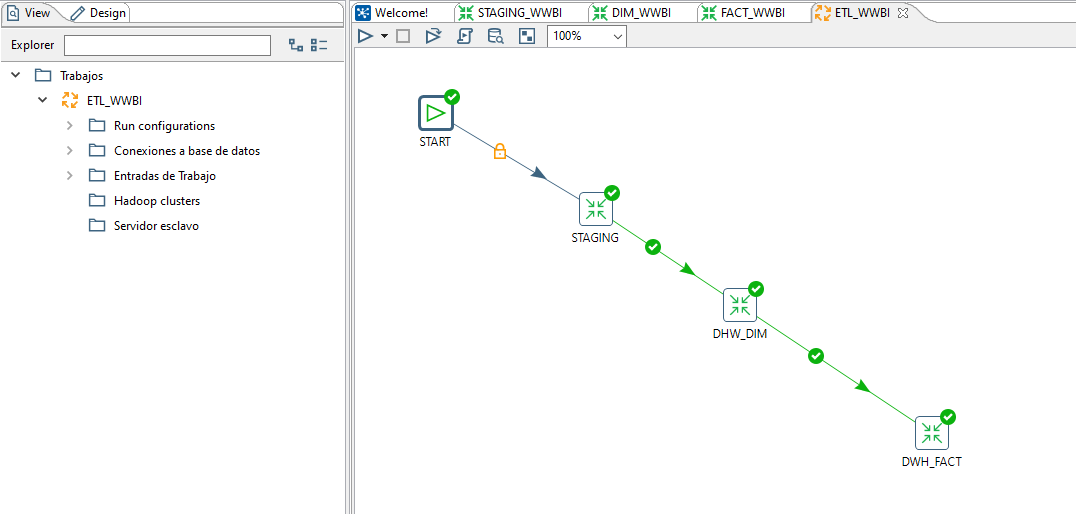 View
Design
Explorer
Trabajos
ETL_WWBI
Run configurations
Conexiones a base de datos
Entradas de Trabajo
Hadoop clusters
Servidor esclavo
Welcome!
STAGING_WWBI
DIM_WWBI
FACT_WWBI
ETL_WWBI
100%
START
STAGING
DHW_DIM
DWH_FACT